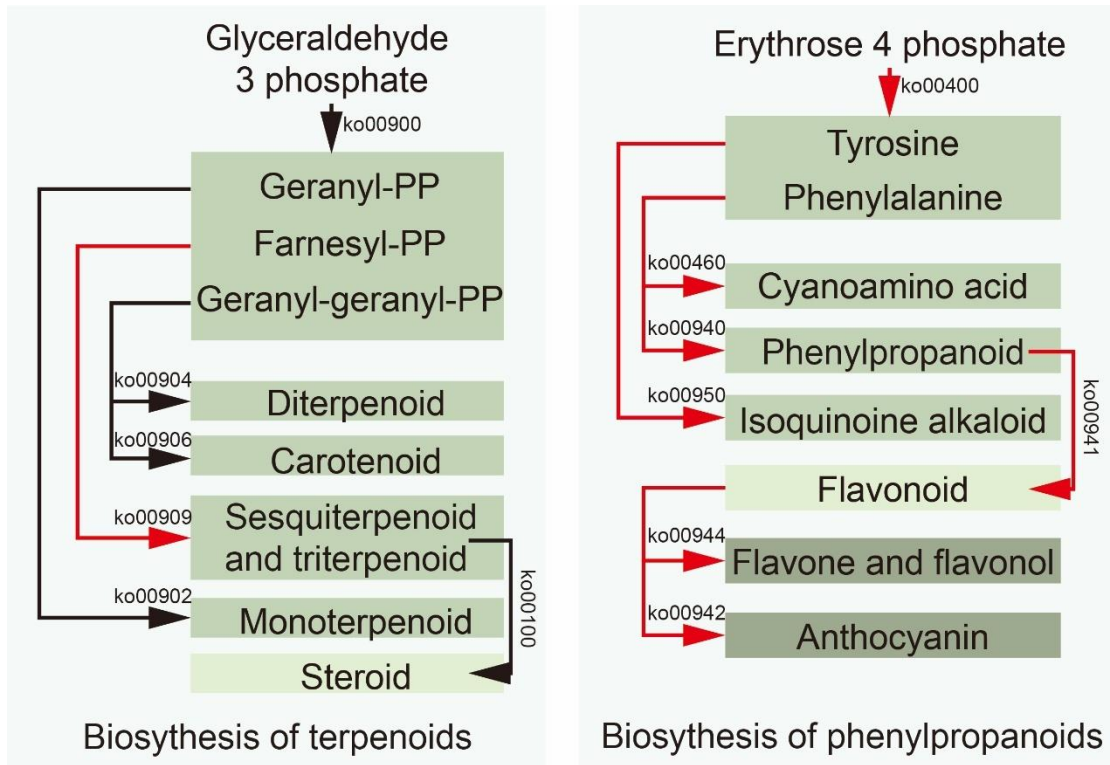 Glyceraldehyde
3 phosphate
ko00900
Geranyl-PP
Farnesyl-PP
Geranyl-geranyl-PP
ko00904
Diterpenoid
ko00906
Carotenoid
ko00909
Sesquiterpenoid
and triterpenoid
ko00902
Monoterpenoid
ko00100
Steroid
Biosythesis of terpenoids
Erythrose 4 phosphate
ko00400
Tyrosine
Phenylalanine
ko00460
Cyanoamino acid
ko00940
Phenylpropanoid
ko00950
Isoquinoine alkaloid
ko00941
Flavonoid
ko00944
Flavone and flavonol
ko00942
Anthocyanin
Biosythesis of phenylpropanoids